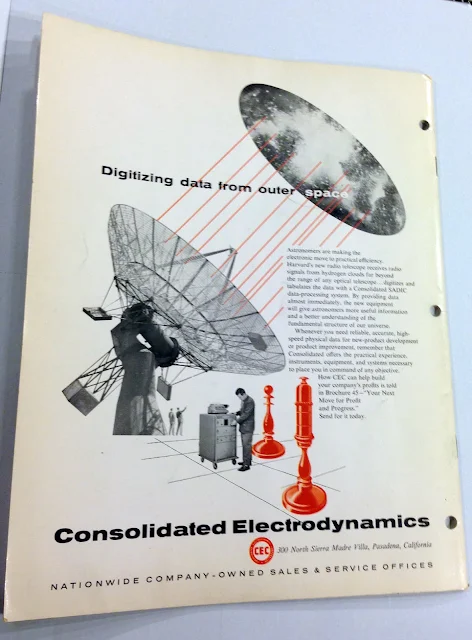 Digitizing data from outer space
Astronomers are making the
electronic move to practical efficiency.
Harvard's new radio telescope receives radio
signals from hydrogen clouds far beyond
the range of any optical telescope . . digitizes and
tabulates the data with a Consolidated SADIC
data-processing system. By providing data
almost immediately, the new equipment
will give astronomers more useful information
and a better understanding of the
fundamental structure of our universe.
Whenever you need reliable, accurate, high-
speed physical data for new-product development
or product improvement, remember that
Consolidated offers the practical experience,
instruments, equipment, and systems necessary
to place you in command of any objective.
How CEC can help build
your company's profits is told
in Brochure 45—"Your Next
Move for Profit
and Progress."
Send for it today.
Consolidated Electrodynamics
CEC 300 North Sierra Madre Villa, Pasadena, California
NATIONWIDE COMPANY-OWNED SALES & SERVICE OFFICES